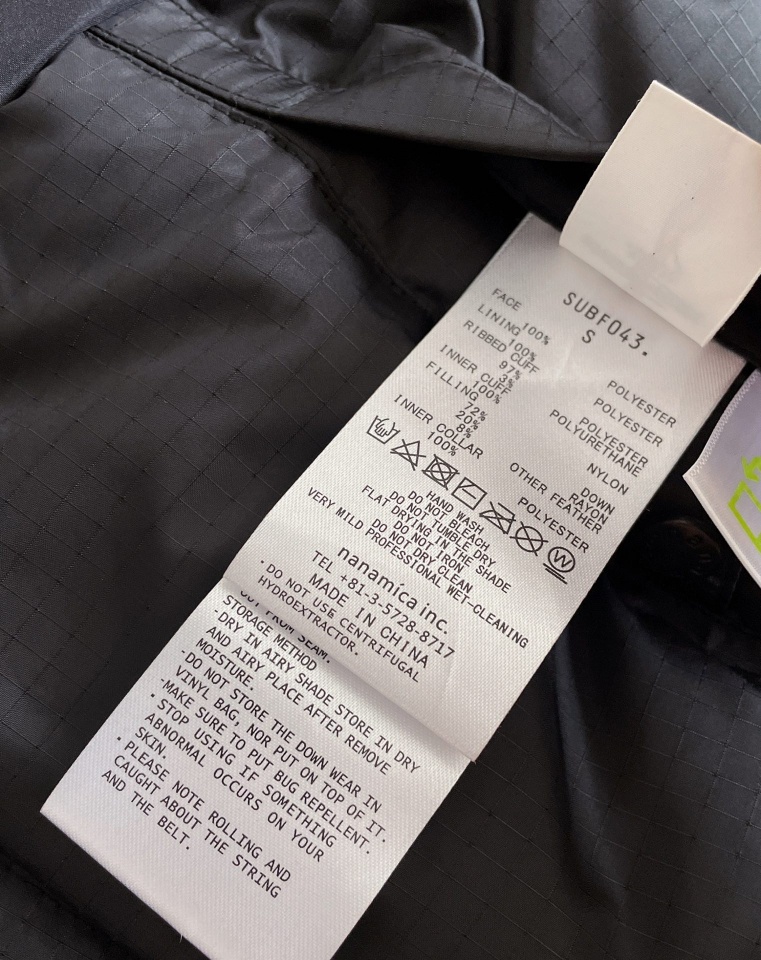 SUBF043.
S
FACE
100% POLYESTER
LINING
100% POLYESTER
RIBBED CUFF
97% POLYESTER
3% POLYURETHANE
INNER CUFF
100% NYLON
FILLING
72% DOWN
20% RAYON
8% OTHER FEATHER
INNER COLLAR
100% POLYESTER
W
HAND WASH
DO NOT BLEACH
DO NOT TUMBLE DRY
FLAT DRYING IN THE SHADE
DO NOT IRON
DO NOT DRY CLEAN
VERY MILD PROFESSIONAL WET-CLEANING
nanamica inc.
TEL +81-3-5728-8717
MADE IN CHINA
·DO NOT USE CENTRIFUGAL
HYDROEXTRACTOR.
OUT FROM SEAM.
STORAGE METHOD
-DRY IN AIRY SHADE STORE IN DRY
AND AIRY PLACE AFTER REMOVE
MOISTURE.
-DO NOT STORE THE DOWN WEAR IN
VINYL BAG, NOR PUT ON TOP OF IT.
-MAKE SURE TO PUT BUG REPELLENT.
·STOP USING IF SOMETHING
ABNORMAL OCCURS ON YOUR
SKIN.
·PLEASE NOTE ROLLING AND
CAUGHT ABOUT THE STRING
AND THE BELT.